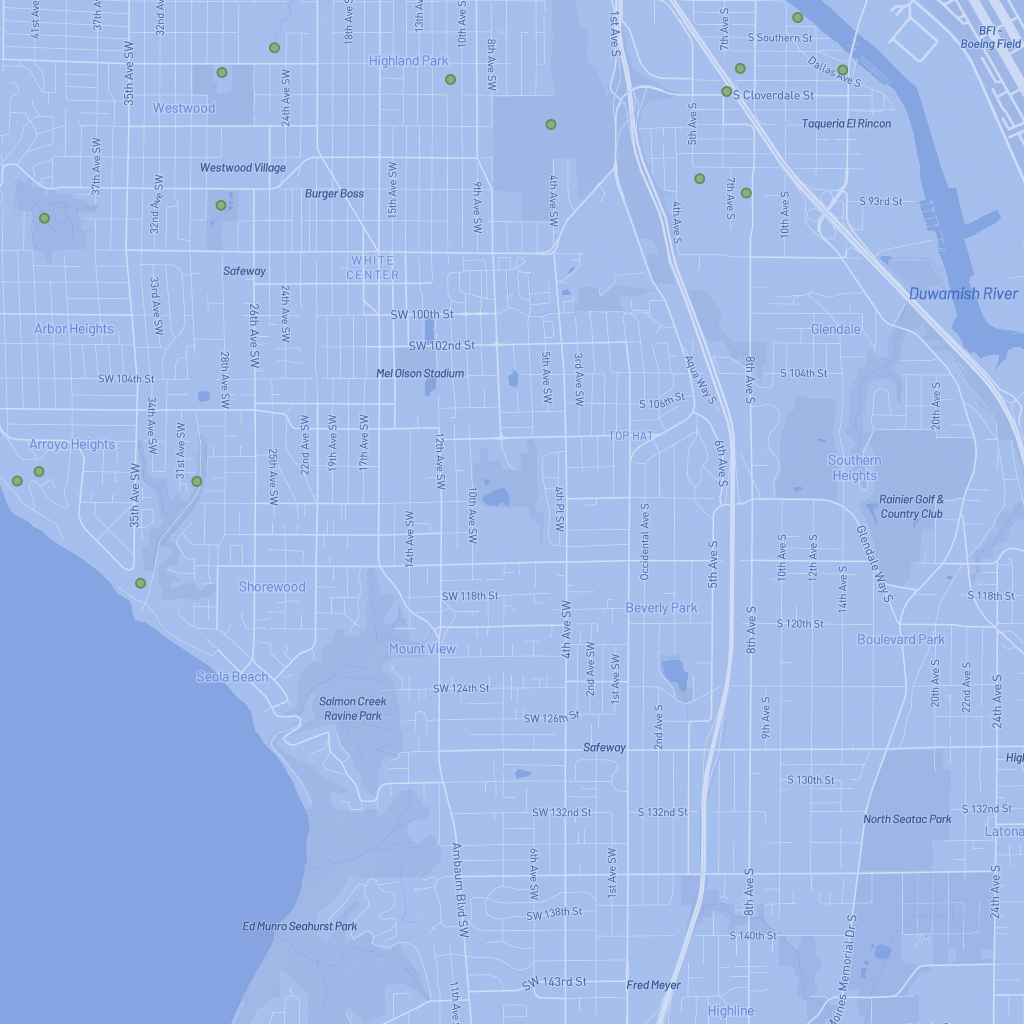 41st Ave
37th Ave
32nd Ave
18th Ave S
13th Ave
10th Ave S
1st Ave S
7th Ave S
S Southern St
BFI -
Boeing Field
35th Ave SW
Highland Park
8th Ave SW
Dallas Ave S
24th Ave SW
Westwood
S Cloverdale St
5th Ave S
Taqueria El Rincon
37th Ave SW
Westwood Village
Burger Boss
32nd Ave SW
15th Ave SW
9th Ave SW
4th Ave SW
4th Ave S
7th Ave S
10th Ave S
S 93rd St
WHITE
CENTER
Safeway
Duwamish River
33rd Ave SW
26th Ave SW
24th Ave SW
SW 100th St
Arbor Heights
Glendale
SW 102nd St
28th Ave SW
SW 104th St
Mel Olson Stadium
5th Ave SW
3rd Ave SW
Aqua Way S
8th Ave S
S 104th St
34th Ave SW
S 106th St
20th Ave S
Arroyo Heights
31st Ave SW
22nd Ave SW
19th Ave SW
17th Ave SW
12th Ave SW
TOP HAT
6th Ave S
Southern
Heights
35th Ave SW
25th Ave SW
10th Ave SW
4th Pl SW
Rainier Golf &
Country Club
14th Ave SW
Occidental Ave S
5th Ave S
10th Ave S
12th Ave S
Glendale Way S
14th Ave S
Shorewood
SW 118th St
S 118th St
4th Ave SW
Beverly Park
8th Ave S
S 120th St
Boulevard Park
Mount View
2nd Ave SW
1st Ave SW
Seola Beach
SW 124th St
20th Ave S
22nd Ave S
24th Ave S
Salmon Creek
Ravine Park
SW 126th St
2nd Ave S
9th Ave S
Safeway
S 130th St
SW 132nd St
S 132nd St
North Seatac Park
S 132nd St
Ambaum Blvd SW
6th Ave SW
1st Ave SW
8th Ave S
24th Ave S
SW 138th St
Ed Munro Seahurst Park
S 140th St
SW 143rd St
Fred Meyer
11th Ave S
Highline
Moines Memorial Dr S